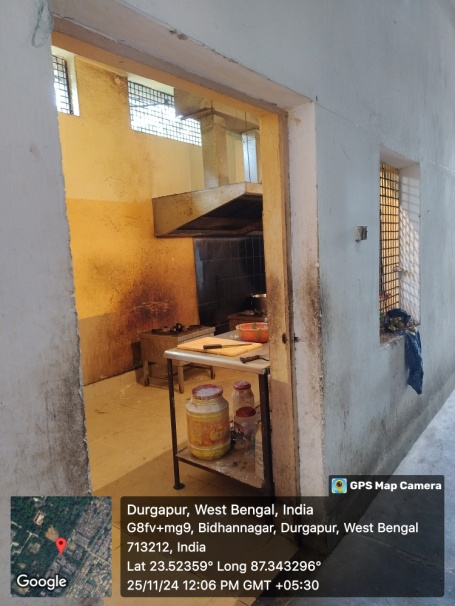 GPS Map Camera
Durgapur, West Bengal, India
G8fv+mg9, Bidhannagar, Durgapur, West Bengal
713212, India
Lat 23.52359° Long 87.343296°
25/11/24 12:06 PM GMT +05:30
Google